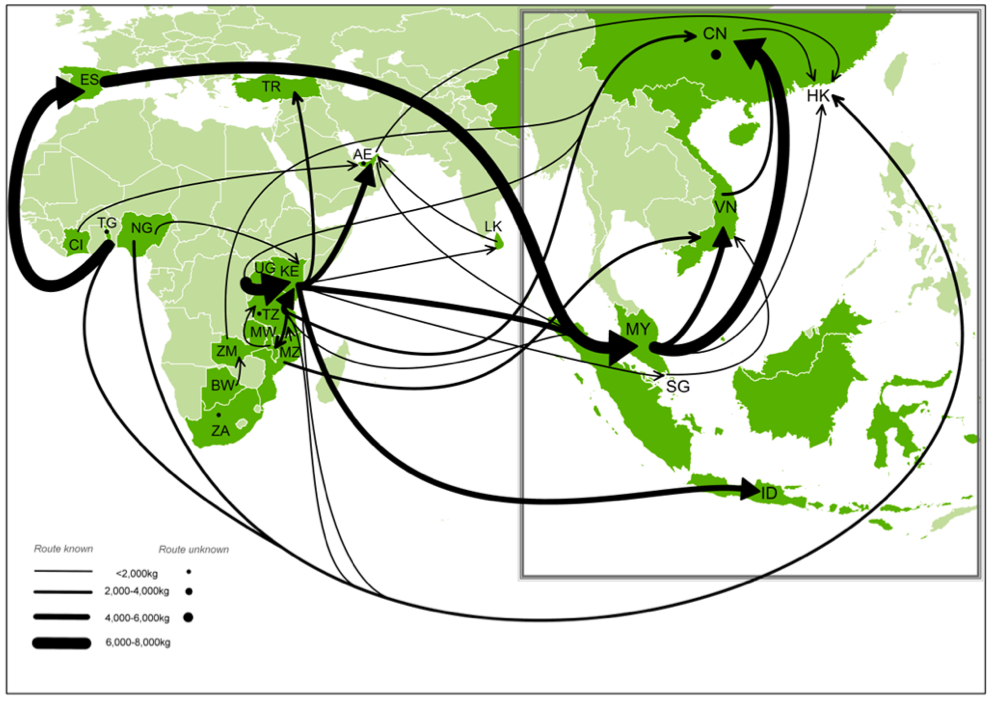 CN
ES
TR
HK
AE
VN
TG
NG
LK
CI
UG
KE
TZ
MY
MW
ZM
MZ
SG
BW
ZA
ID
Route known
Route unknown
<2,000kg
2,000-4,000kg
4,000-6,000kg
6,000-8,000kg